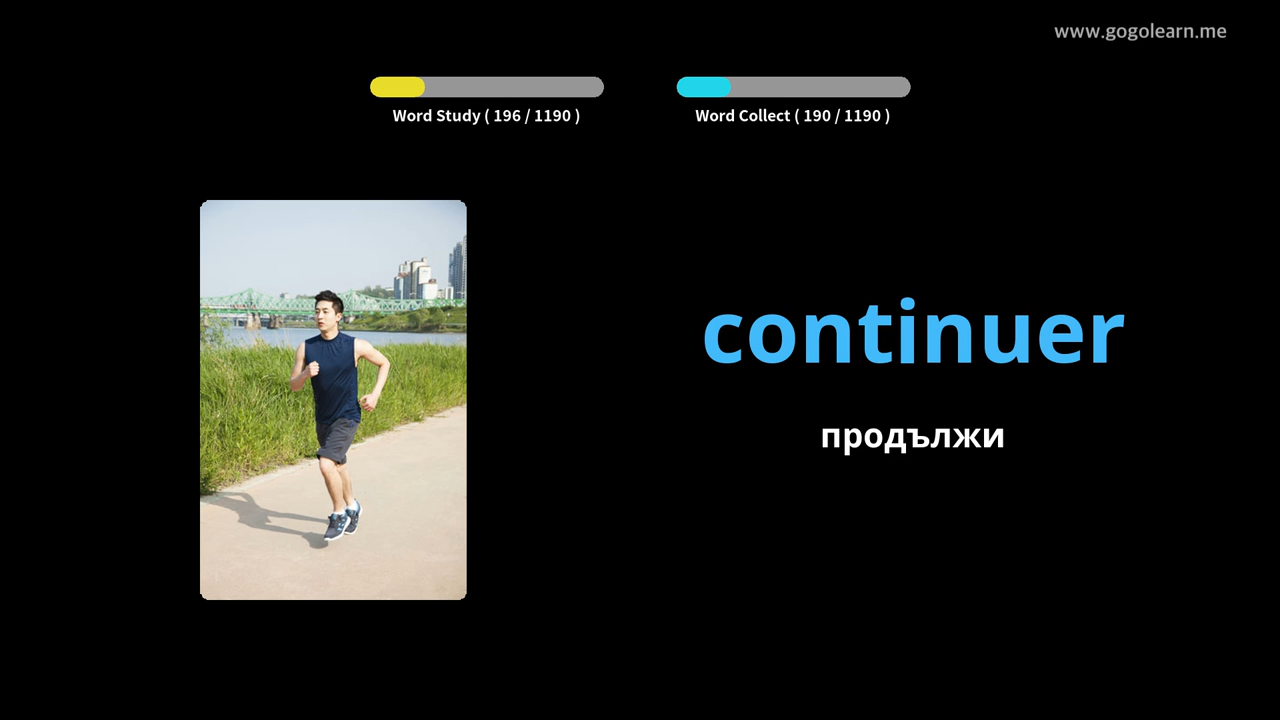 www.gogolearn.me
Word Study ( 196 / 1190 )
Word Collect ( 190 / 1190 )
continuer
продължи